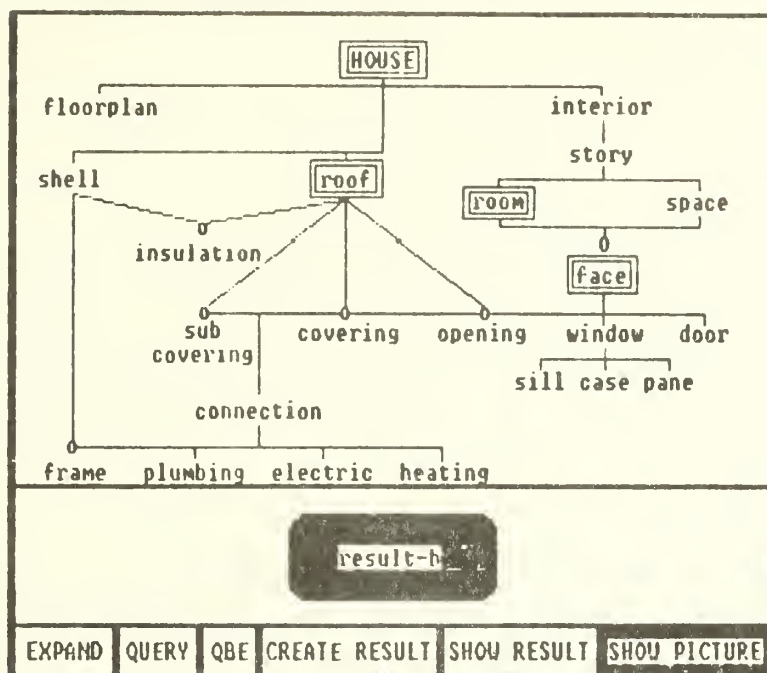 HOUSE
floorplan interior
story
shell roof room space
insulation face
sub covering opening window door
covering
sill case pane
connection
frame plumbing electric heating
result-h
EXPAND QUERY QBE CREATE RESULT SHOW RESULT SHOW PICTURE